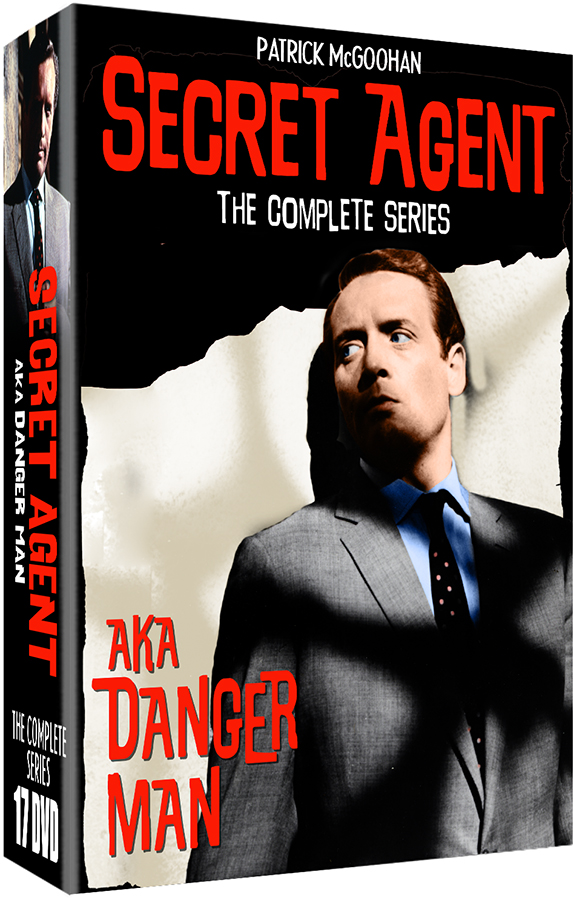 PATRICK McGOOHAN
SECRET AGENT
THE COMPLETE SERIES
AKA
DANGER
MAN
SECRET AGENT
AKA DANGER MAN
THE COMPLETE
SERIES
17 DVD